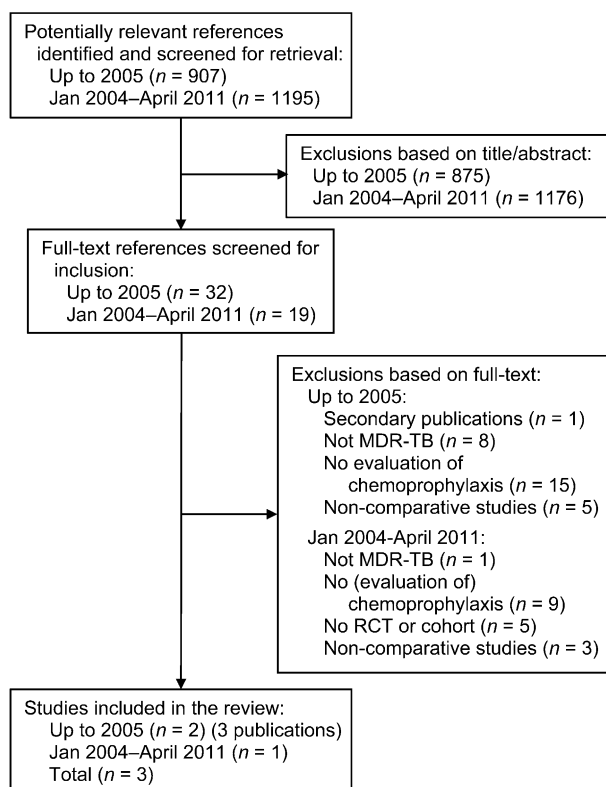 Potentially relevant references
identified and screened for retrieval:
Up to 2005 (n = 907)
Jan 2004–April 2011 (n = 1195)
Exclusions based on title/abstract:
Up to 2005 (n = 875)
Jan 2004–April 2011 (n = 1176)
Full-text references screened for
inclusion:
Up to 2005 (n = 32)
Jan 2004–April 2011 (n = 19)
Exclusions based on full-text:
Up to 2005:
Secondary publications (n = 1)
Not MDR-TB (n = 8)
No evaluation of
chemoprophylaxis (n = 15)
Non-comparative studies (n = 5)
Jan 2004-April 2011:
Not MDR-TB (n = 1)
No (evaluation of)
chemoprophylaxis (n = 9)
No RCT or cohort (n = 5)
Non-comparative studies (n = 3)
Studies included in the review:
Up to 2005 (n = 2) (3 publications)
Jan 2004–April 2011 (n = 1)
Total (n = 3)